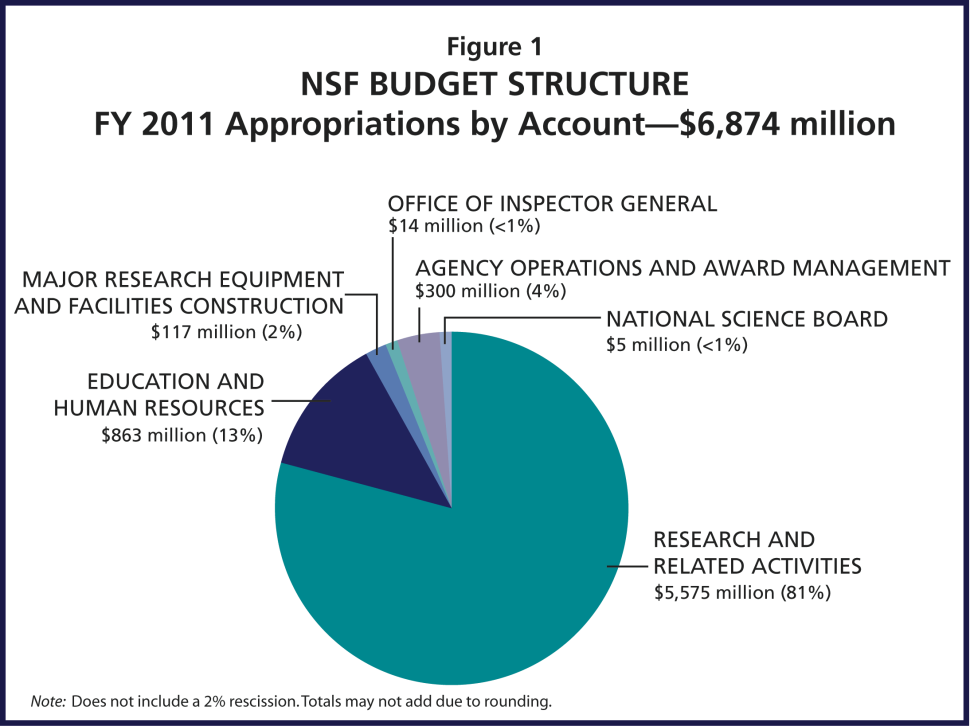 Figure 1
NSF BUDGET STRUCTURE
FY 2011 Appropriations by Account—$6,874 million
OFFICE OF INSPECTOR GENERAL
$14 million (<1%)
AGENCY OPERATIONS AND AWARD MANAGEMENT
$300 million (4%)
MAJOR RESEARCH EQUIPMENT
AND FACILITIES CONSTRUCTION
$117 million (2%)
NATIONAL SCIENCE BOARD
$5 million (<1%)
EDUCATION AND
HUMAN RESOURCES
$863 million (13%)
RESEARCH AND
RELATED ACTIVITIES
$5,575 million (81%)
Note: Does not include a 2% rescission. Totals may not add due to rounding.